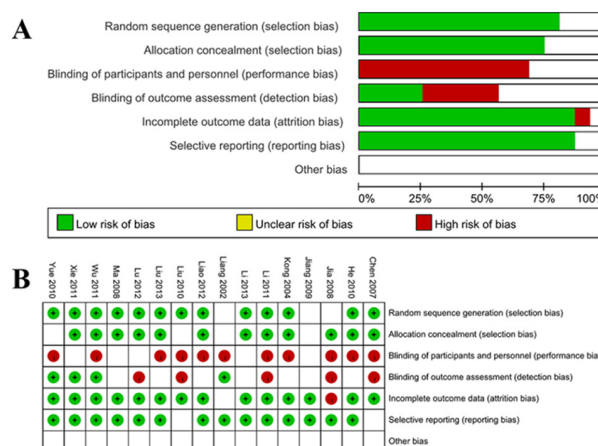 A
Random sequence generation (selection bias)
Allocation concealment (selection bias)
Blinding of participants and personnel (performance bias)
Blinding of outcome assessment (detection bias)
Incomplete outcome data (attrition bias)
Selective reporting (reporting bias)
Other bias
0% 25% 50% 75% 100%
Low risk of bias Unclear risk of bias High risk of bias
B
Yue 2010
Xie 2011
Wu 2011
Ma 2008
Lu 2012
Liu 2013
Liu 2010
Liao 2012
Liang 2002
Li 2013
Li 2011
Kong 2004
Jiang 2009
Jia 2008
He 2010
Chen 2007
Random sequence generation (selection bias)
Allocation concealment (selection bias)
Blinding of participants and personnel (performance bia
Blinding of outcome assessment (detection bias)
Incomplete outcome data (attrition bias)
Selective reporting (reporting bias)
Other bias